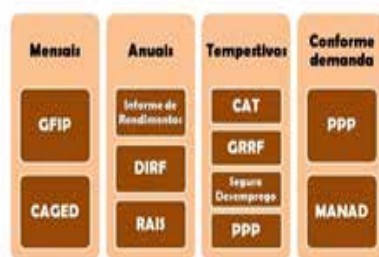 Mensais
GFIP
CAGED
Anuais
Informe de
Rendimentos
DIRF
RAIS
Tempestivos
CAT
GRRF
Seguro
Desemprego
PPP
Conforme
demanda
PPP
MANAD